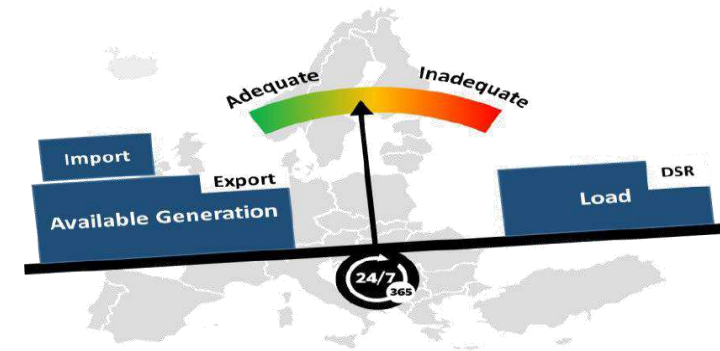 Adequate
Inadequate
Import
Export
Available Generation
DSR
Load
24/7
365